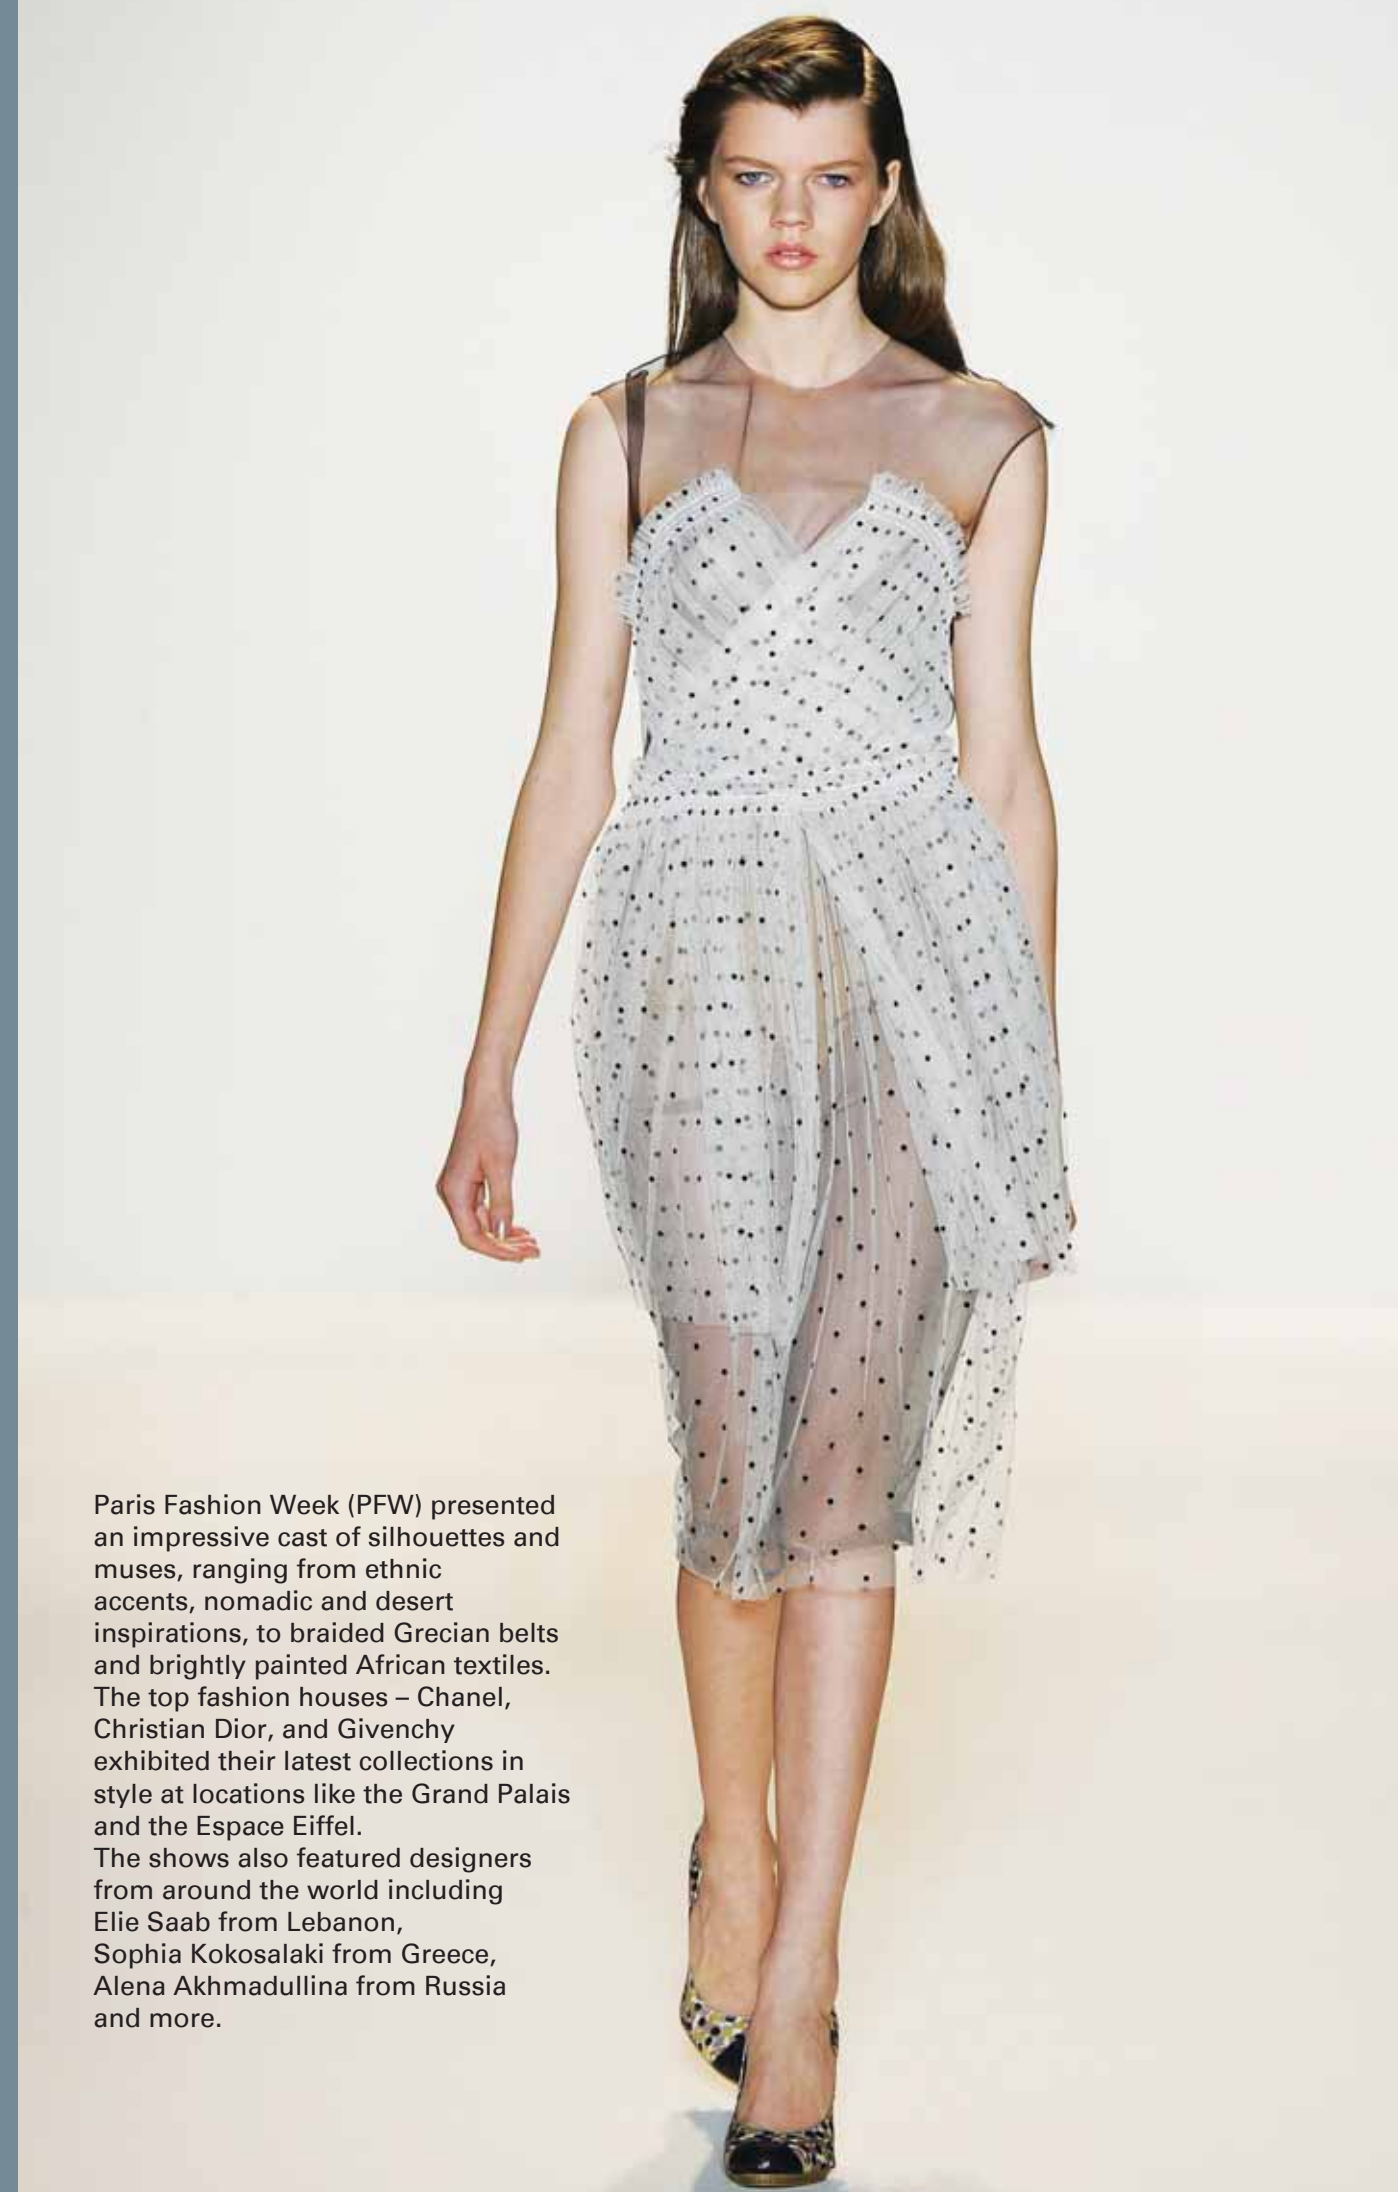 Paris Fashion Week (PFW) presented
an impressive cast of silhouettes and
muses, ranging from ethnic
accents, nomadic and desert
inspirations, to braided Grecian belts
and brightly painted African textiles.
The top fashion houses – Chanel,
Christian Dior, and Givenchy
exhibited their latest collections in
style at locations like the Grand Palais
and the Espace Eiffel.
The shows also featured designers
from around the world including
Elie Saab from Lebanon,
Sophia Kokosalaki from Greece,
Alena Akhmadullina from Russia
and more.